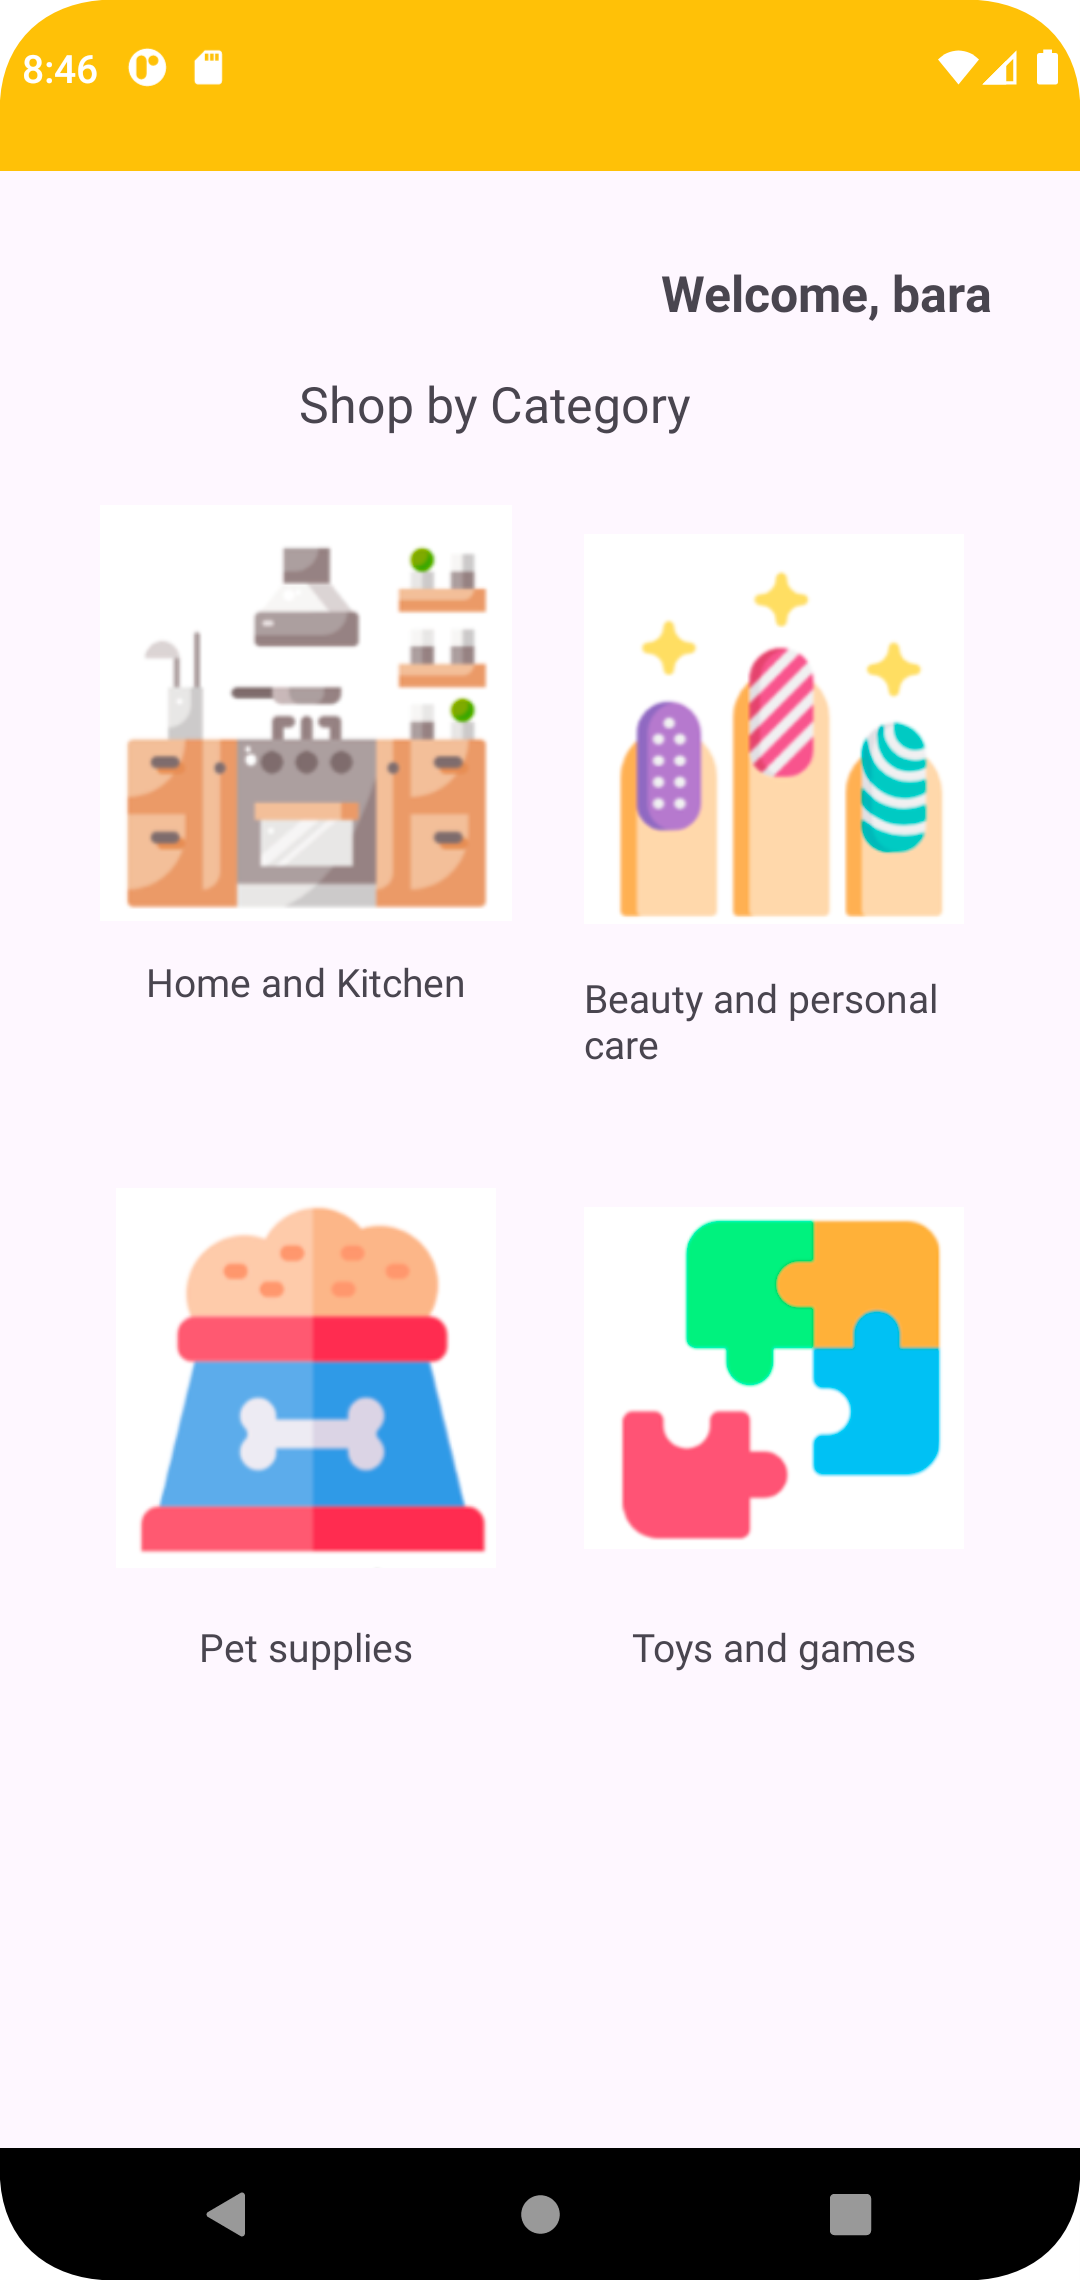 8:46
Welcome, bara
Shop by Category
Home and Kitchen
Beauty and personal
care
Pet supplies
Toys and games